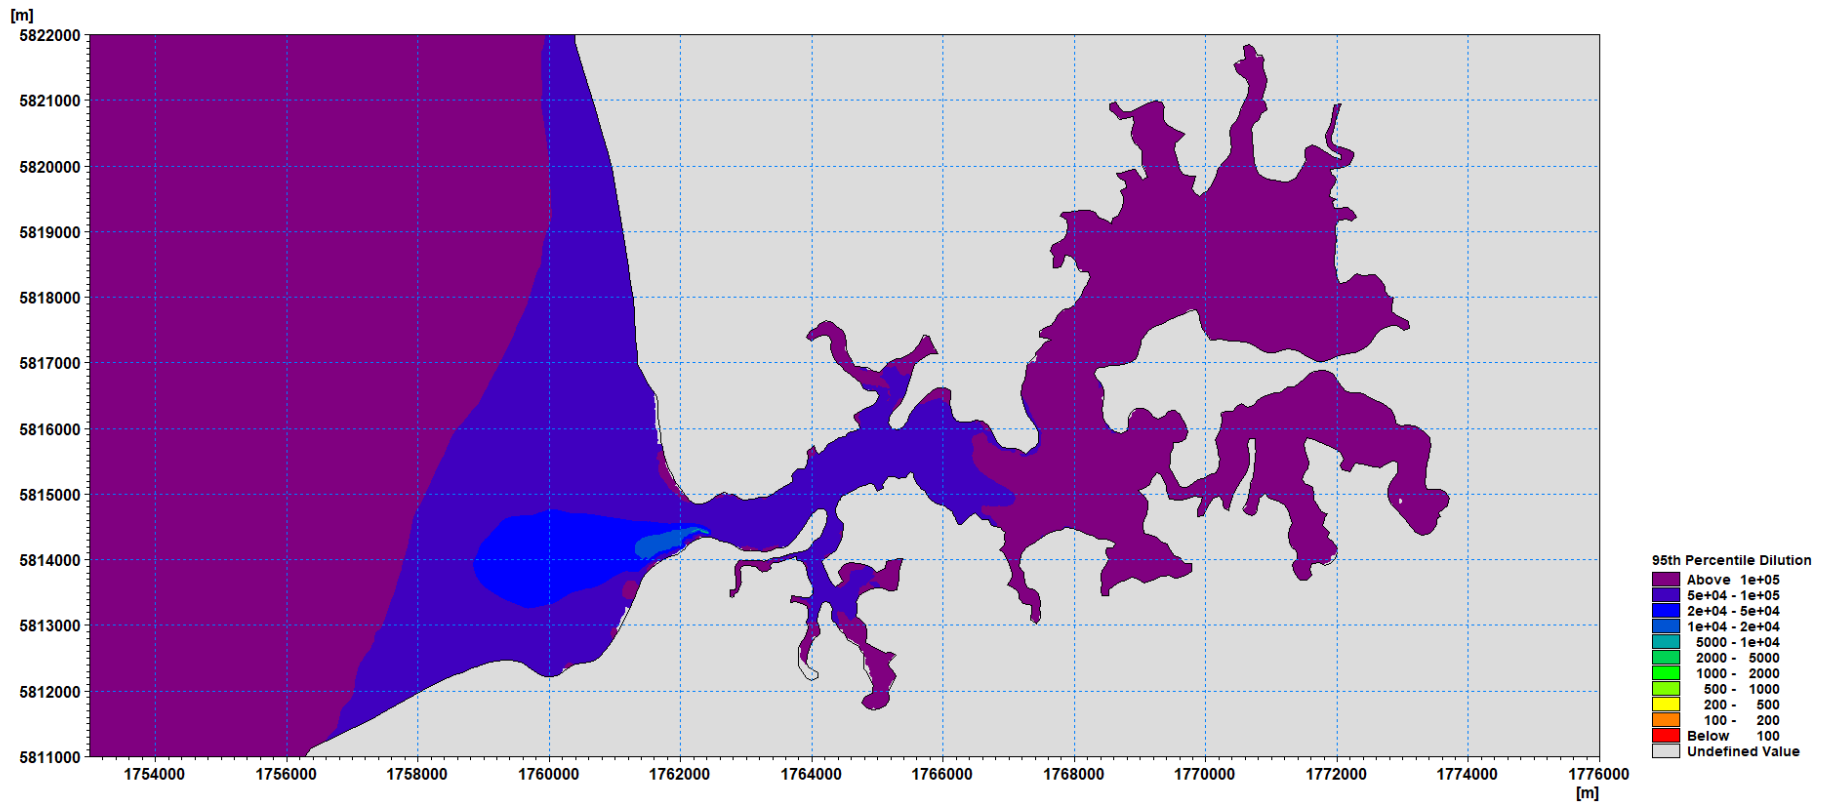 [m]
5822000
5821000
5820000
5819000
5818000
5817000
5816000
5815000
5814000
5813000
5812000
5811000
1754000 1756000 1758000 1760000 1762000 1764000 1766000 1768000 1770000 1772000 1774000 1776000
[m]
95th Percentile Dilution
Above 1e+05
5e+04 - 1e+05
2e+04 - 5e+04
1e+04 - 2e+04
5000 - 1e+04
2000 - 5000
1000 - 2000
500 - 1000
200 - 500
100 - 200
Below 100
Undefined Value